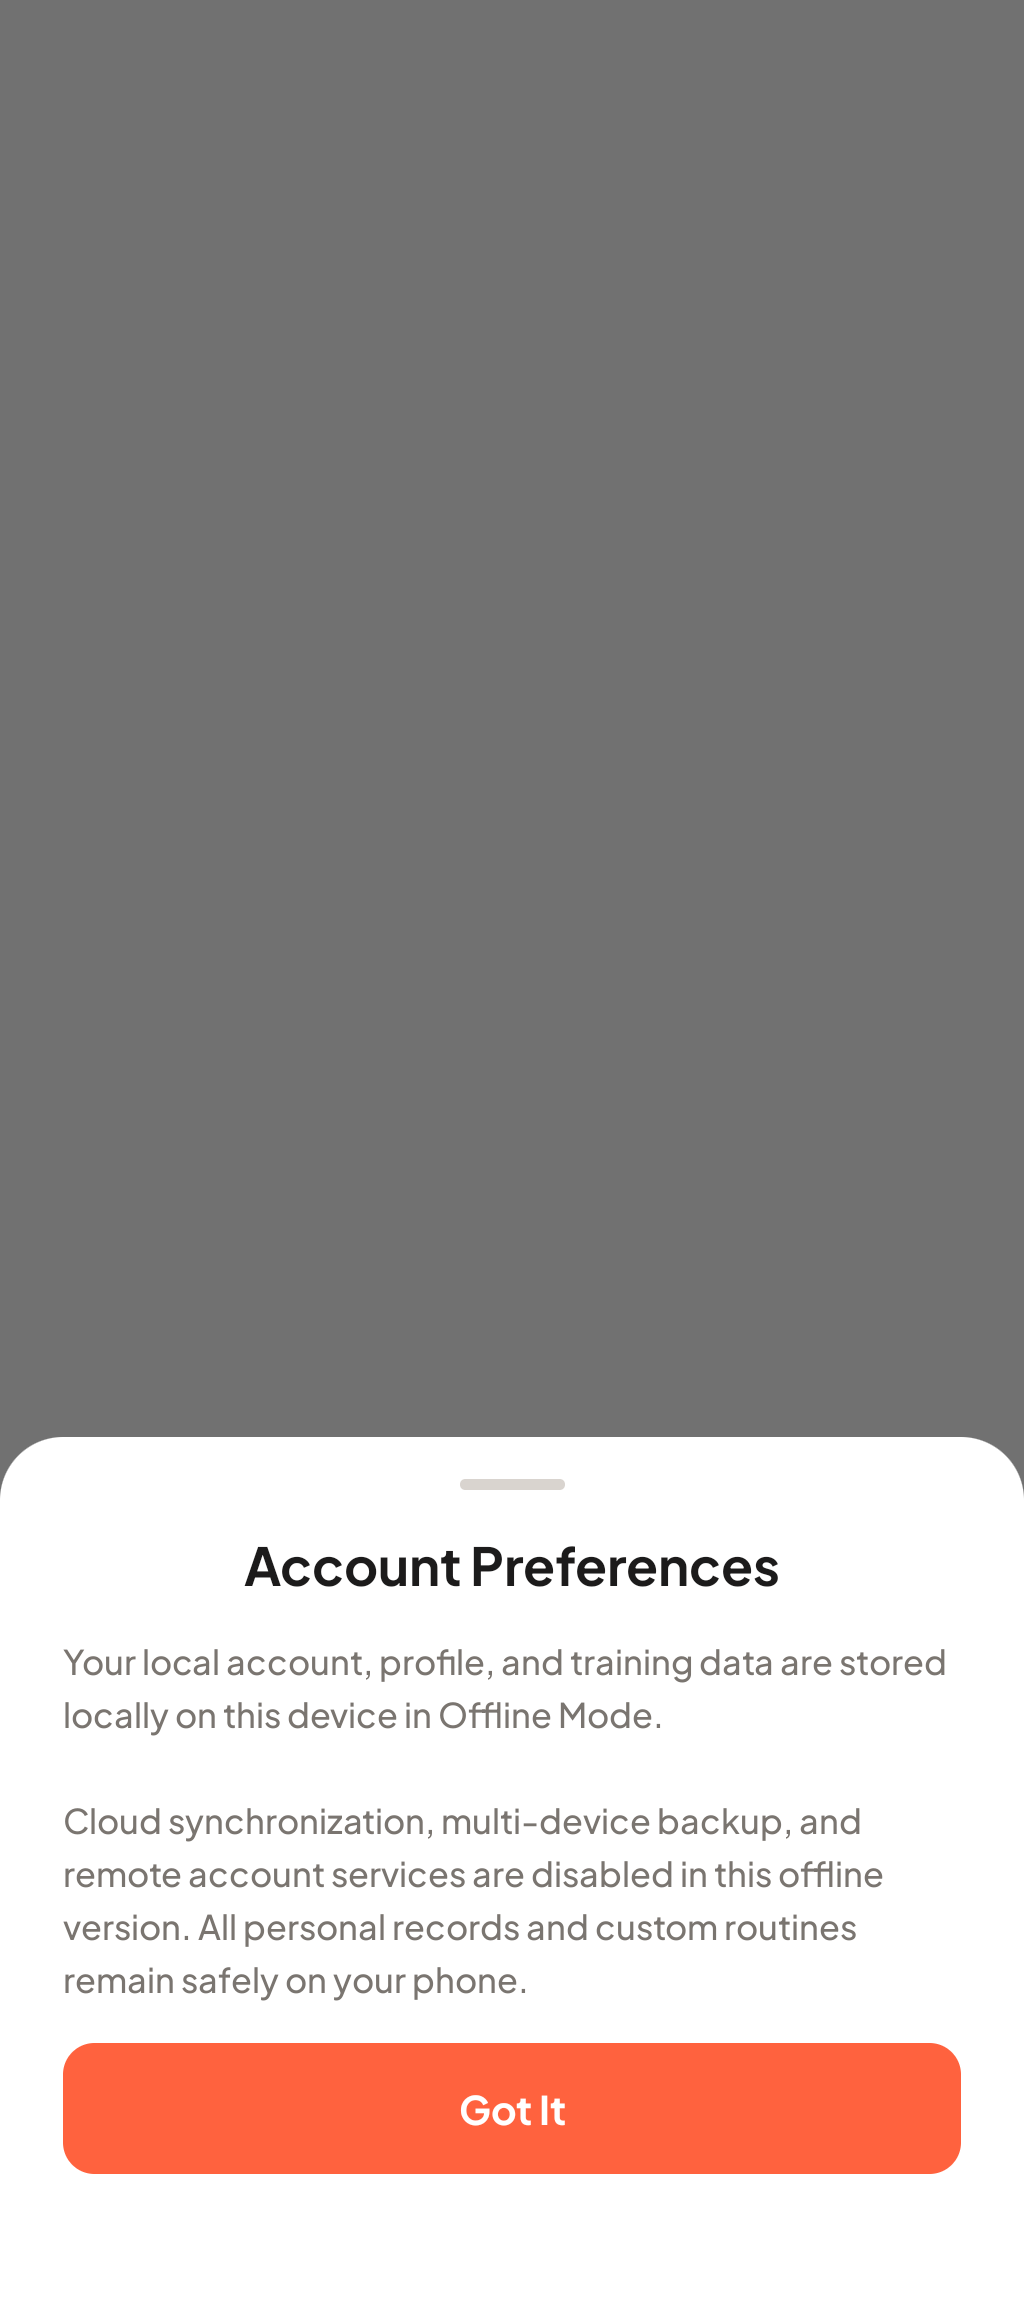 Account Preferences
Your local account, profile, and training data are stored
locally on this device in Offline Mode.
Cloud synchronization, multi-device backup, and
remote account services are disabled in this offline
version. All personal records and custom routines
remain safely on your phone.
Got It